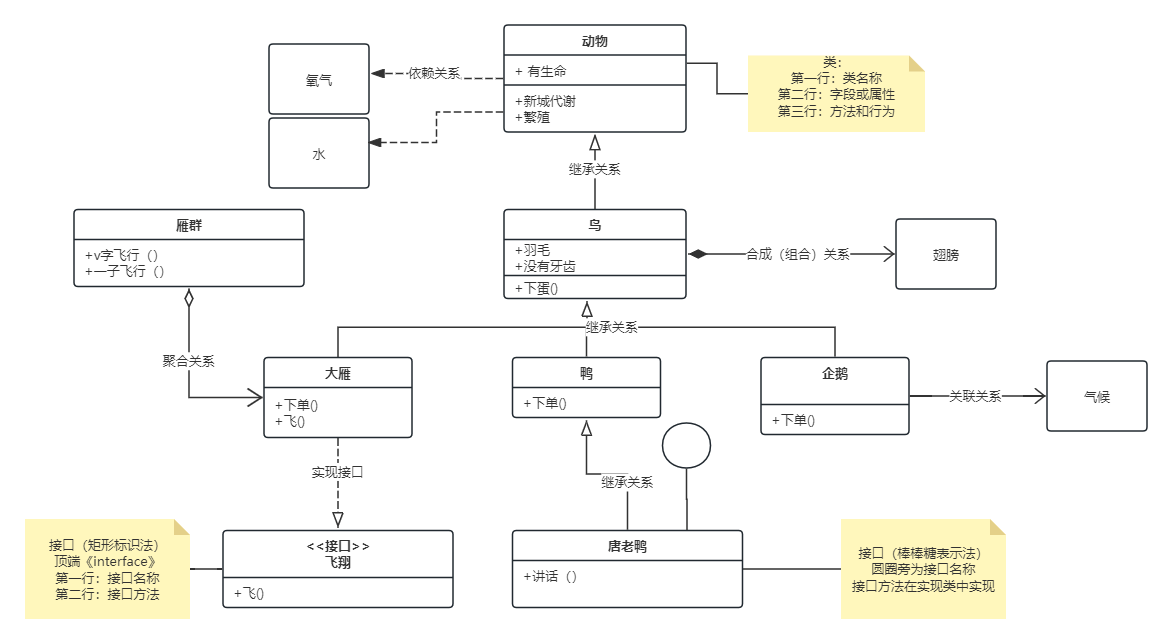 动物
+ 有生命
+新城代谢
+繁殖
类：
第一行：类名称
第二行：字段或属性
第三行：方法和行为
氧气
依赖关系
水
继承关系
雁群
+v字飞行（）
+一子飞行（）
鸟
+羽毛
+没有牙齿
+下蛋()
合成（组合）关系
翅膀
继承关系
聚合关系
大雁
+下单()
+飞()
鸭
+下单()
企鹅
+下单()
关联关系
气候
实现接口
继承关系
接口（矩形标识法）
顶端《interface》
第一行：接口名称
第二行：接口方法
<<接口>>
飞翔
+飞()
唐老鸭
+讲话（）
接口（棒棒糖表示法）
圆圈旁为接口名称
接口方法在实现类中实现